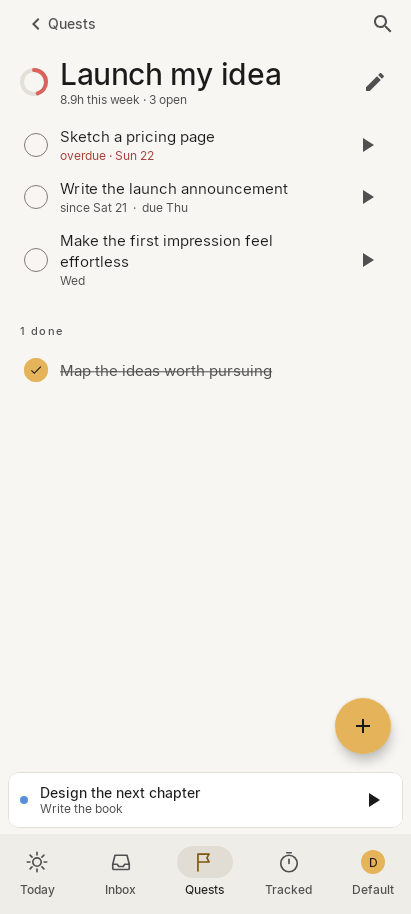 Quests
Launch my idea
8.9h this week · 3 open
Sketch a pricing page
overdue · Sun 22
Write the launch announcement
since Sat 21 · due Thu
Make the first impression feel
effortless
Wed
1 done
Map the ideas worth pursuing
Design the next chapter
Write the book
Today
Inbox
Quests
Tracked
D
Default